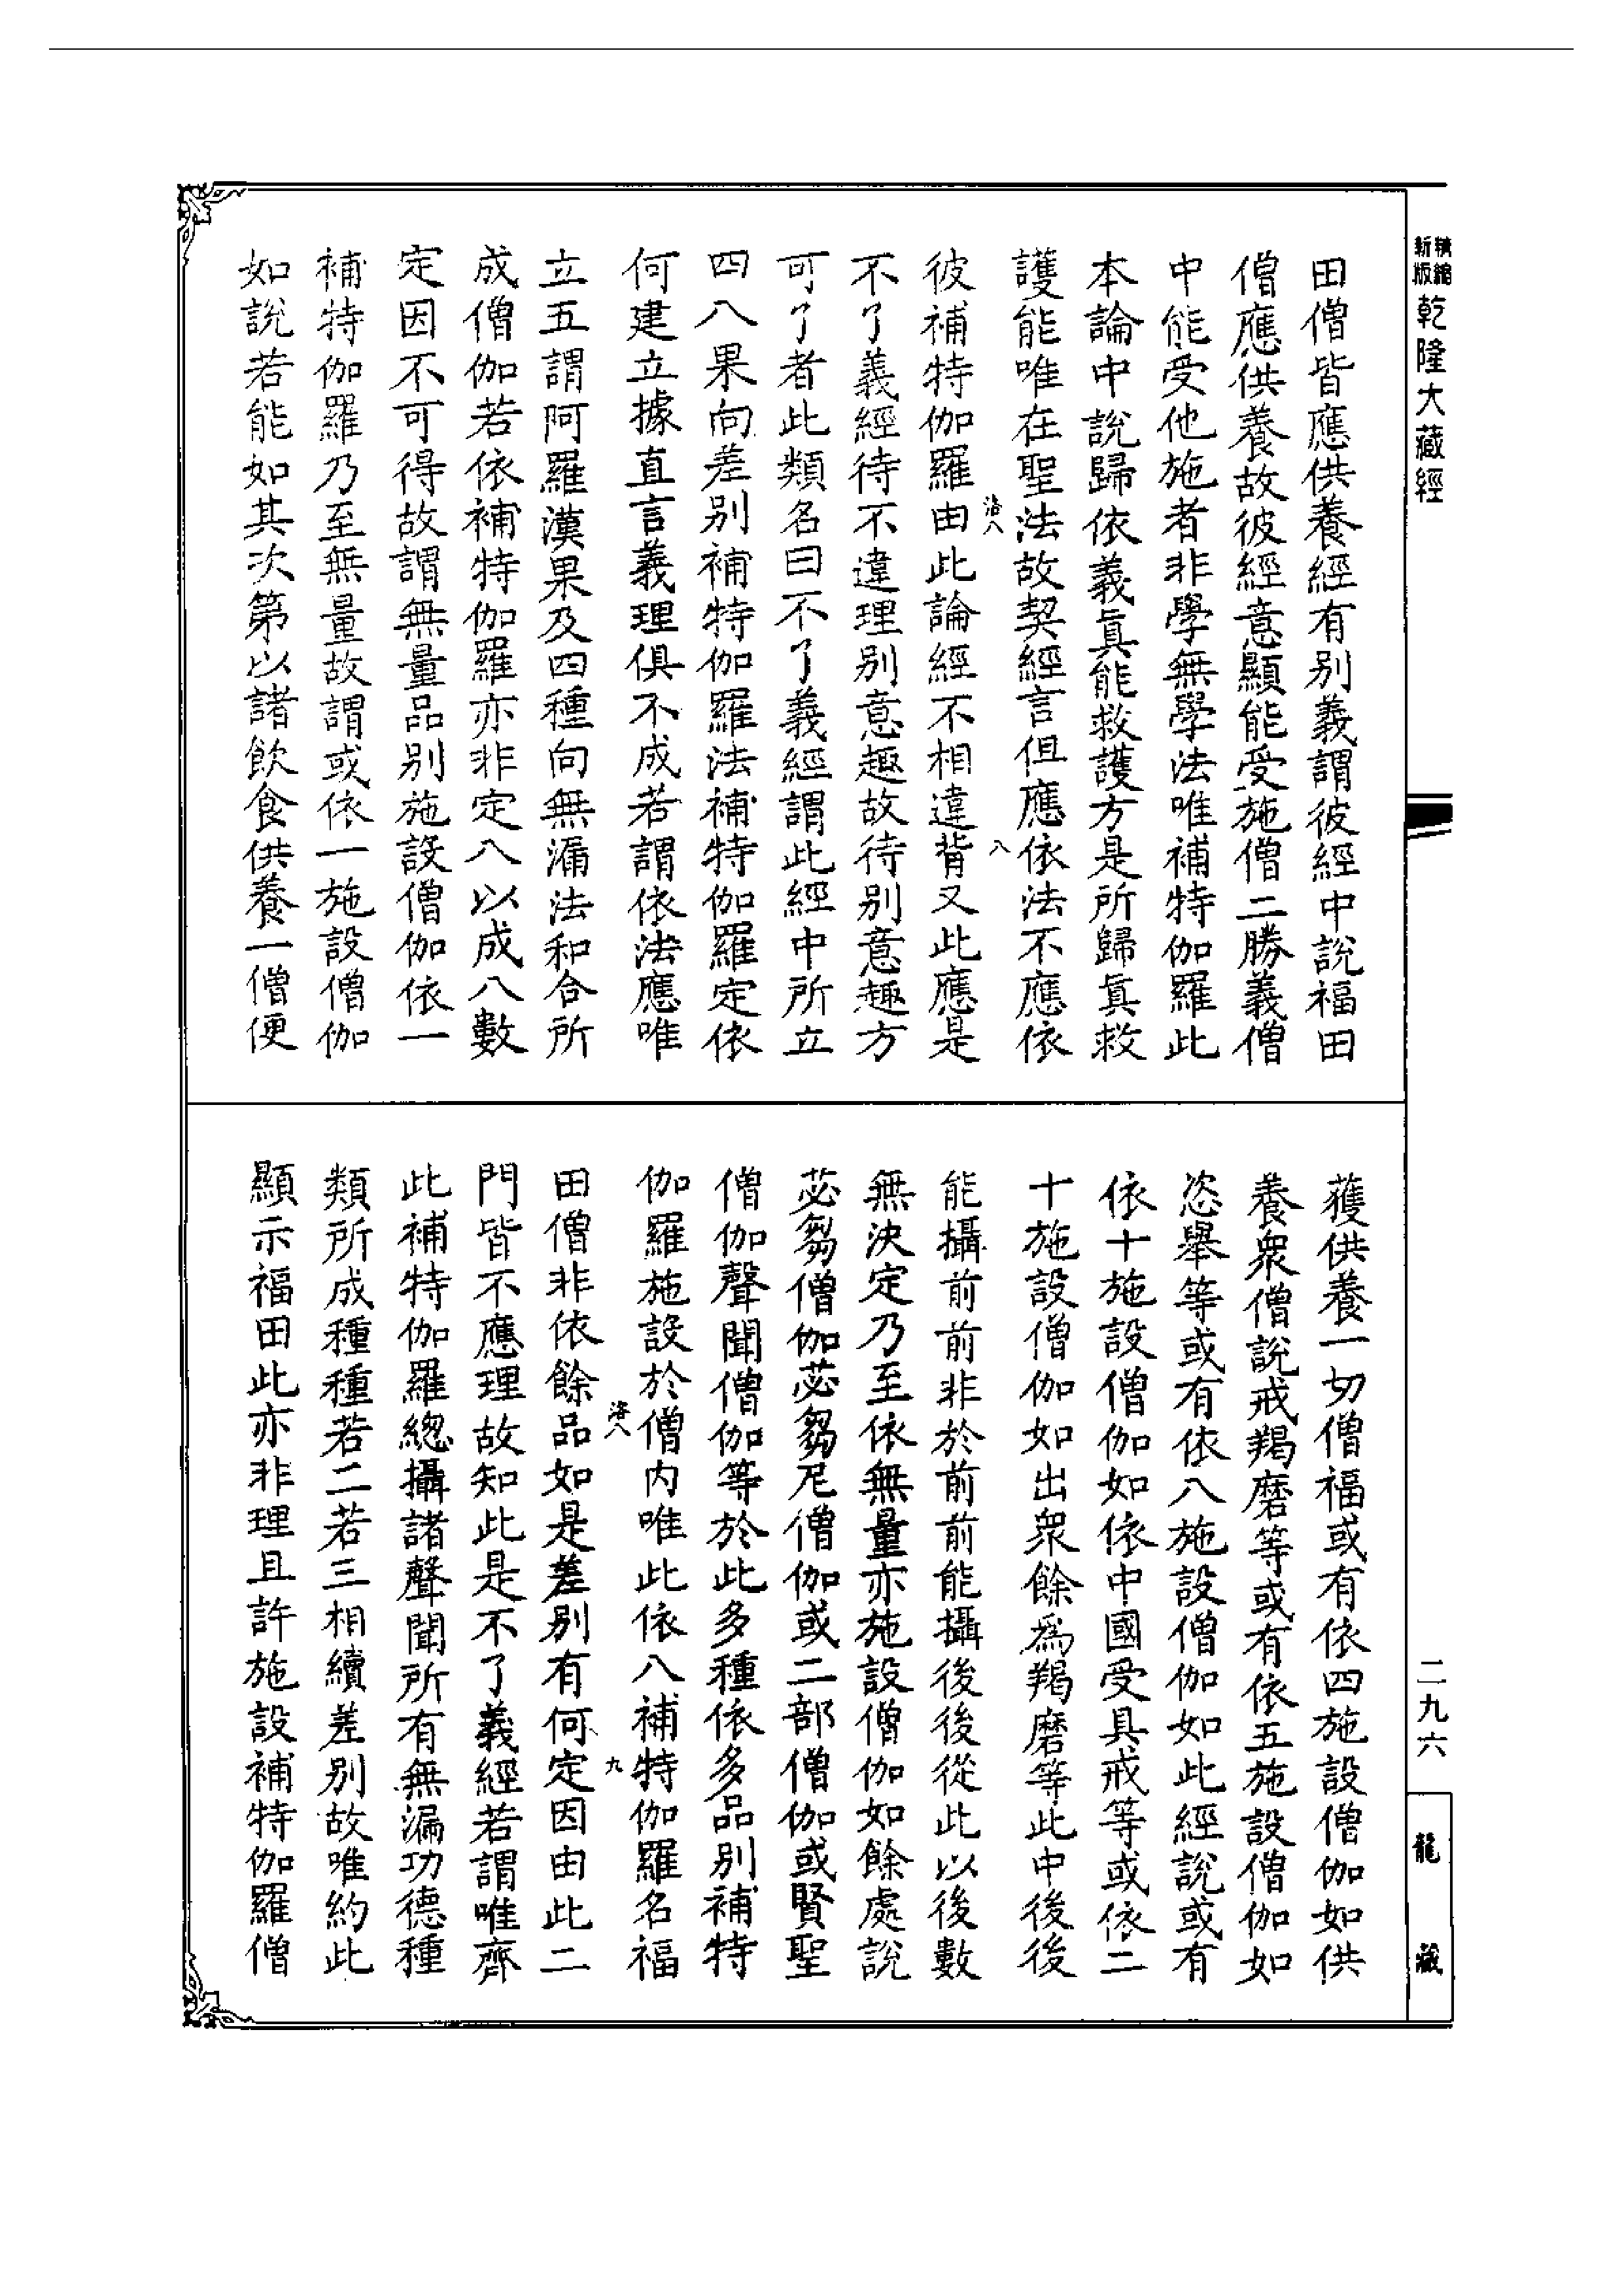 精縮
新版
乾隆大藏經
二九六
龍藏
田僧皆應供養經有别義謂彼經中說福田
僧應供養故彼經意顯能受施僧二勝義僧
中能受他施者非學無學法唯補特伽羅此
本論中說歸依義眞能救護方是所歸眞救
護能唯在聖法故契經言但應依法不應依
洛八
八
彼補特伽羅由此論經不相違背又此應是
不了義經待不違理別意趣故待別意趣方
可了者此類名曰不了義經謂此經中所立
四八果向差別補特伽羅法補特伽羅定依
何建立據直言義理俱不成若謂依法應唯
立五謂阿羅漢果及四種向無漏法和合所
成僧伽若依補特伽羅亦非定八以成八數
定因不可得故謂無量品别施設僧伽依一
補特伽羅乃至無量故謂或依一施設僧伽
如說若能如其次第以諸飲食供養一僧便
獲供養一切僧福或有依四施設僧伽如供
養衆僧說戒羯磨等或有依五施設僧伽如
恣舉等或有依八施設僧伽如此經說或有
依十施設僧伽如依中國受具戒等或依二
十施設僧伽如出衆餘爲羯磨等此中後後
能攝前前非於前前能攝後後從此以後數
無決定乃至依無量亦施設僧伽如餘處說
苾芻僧伽苾芻尼僧伽或二部僧伽或賢聖
僧伽聲聞僧伽等於此多種依多品别補特
伽羅施設於僧内唯此依八補特伽羅名福
洛八
九
田僧非依餘品如是差别有何定因由此二
門皆不應理故知此是不了義經若謂唯齊
此補特伽羅總攝諸聲聞所有無漏功德種
類所成種種若二若三相續差别故唯約此
顯示福田此亦非理且許施設補特伽羅僧